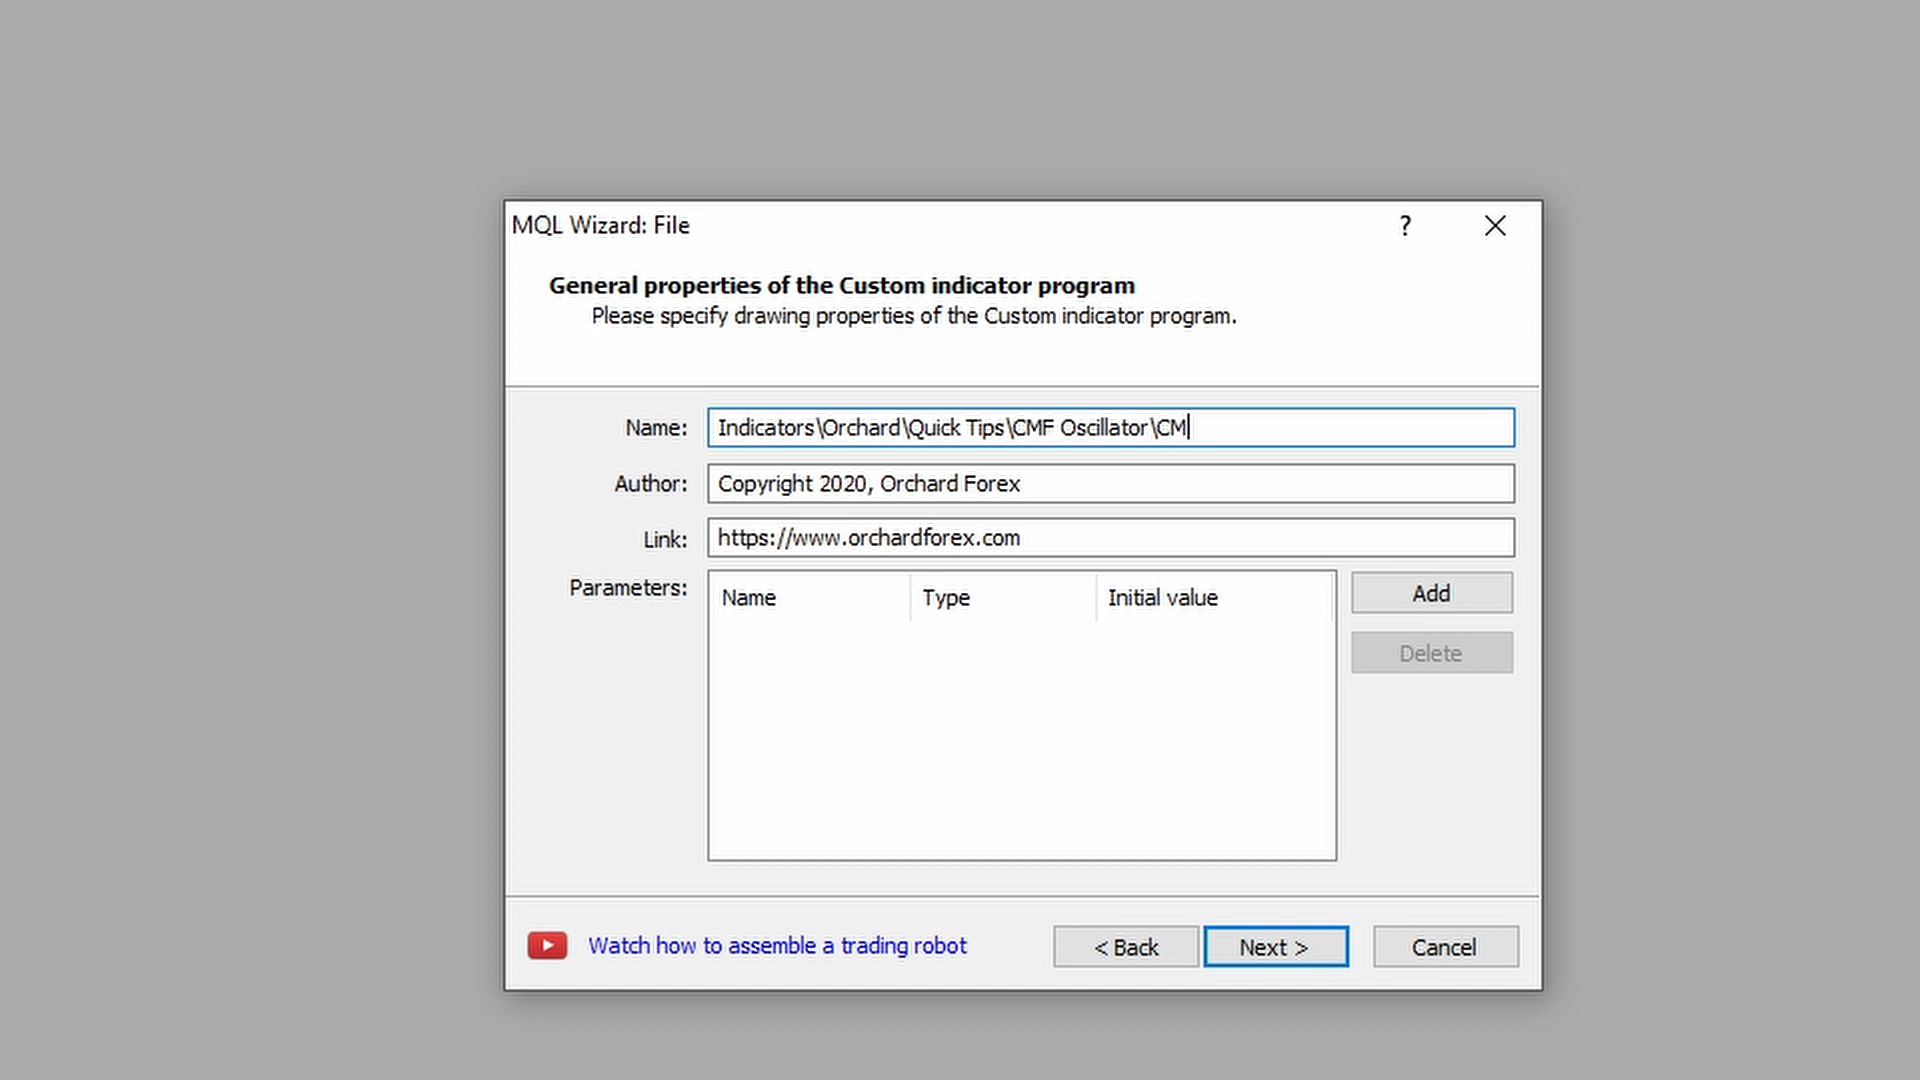 MQL Wizard: File
?
General properties of the Custom indicator program
Please specify drawing properties of the Custom indicator program.
Name: Indicators\Orchard\Quick Tips\CMF Oscillator\CM
Author: Copyright 2020, Orchard Forex
Link: https://www.orchardforex.com
Parameters: Name Type Initial value Add
Delete
Watch how to assemble a trading robot < Back Next > Cancel